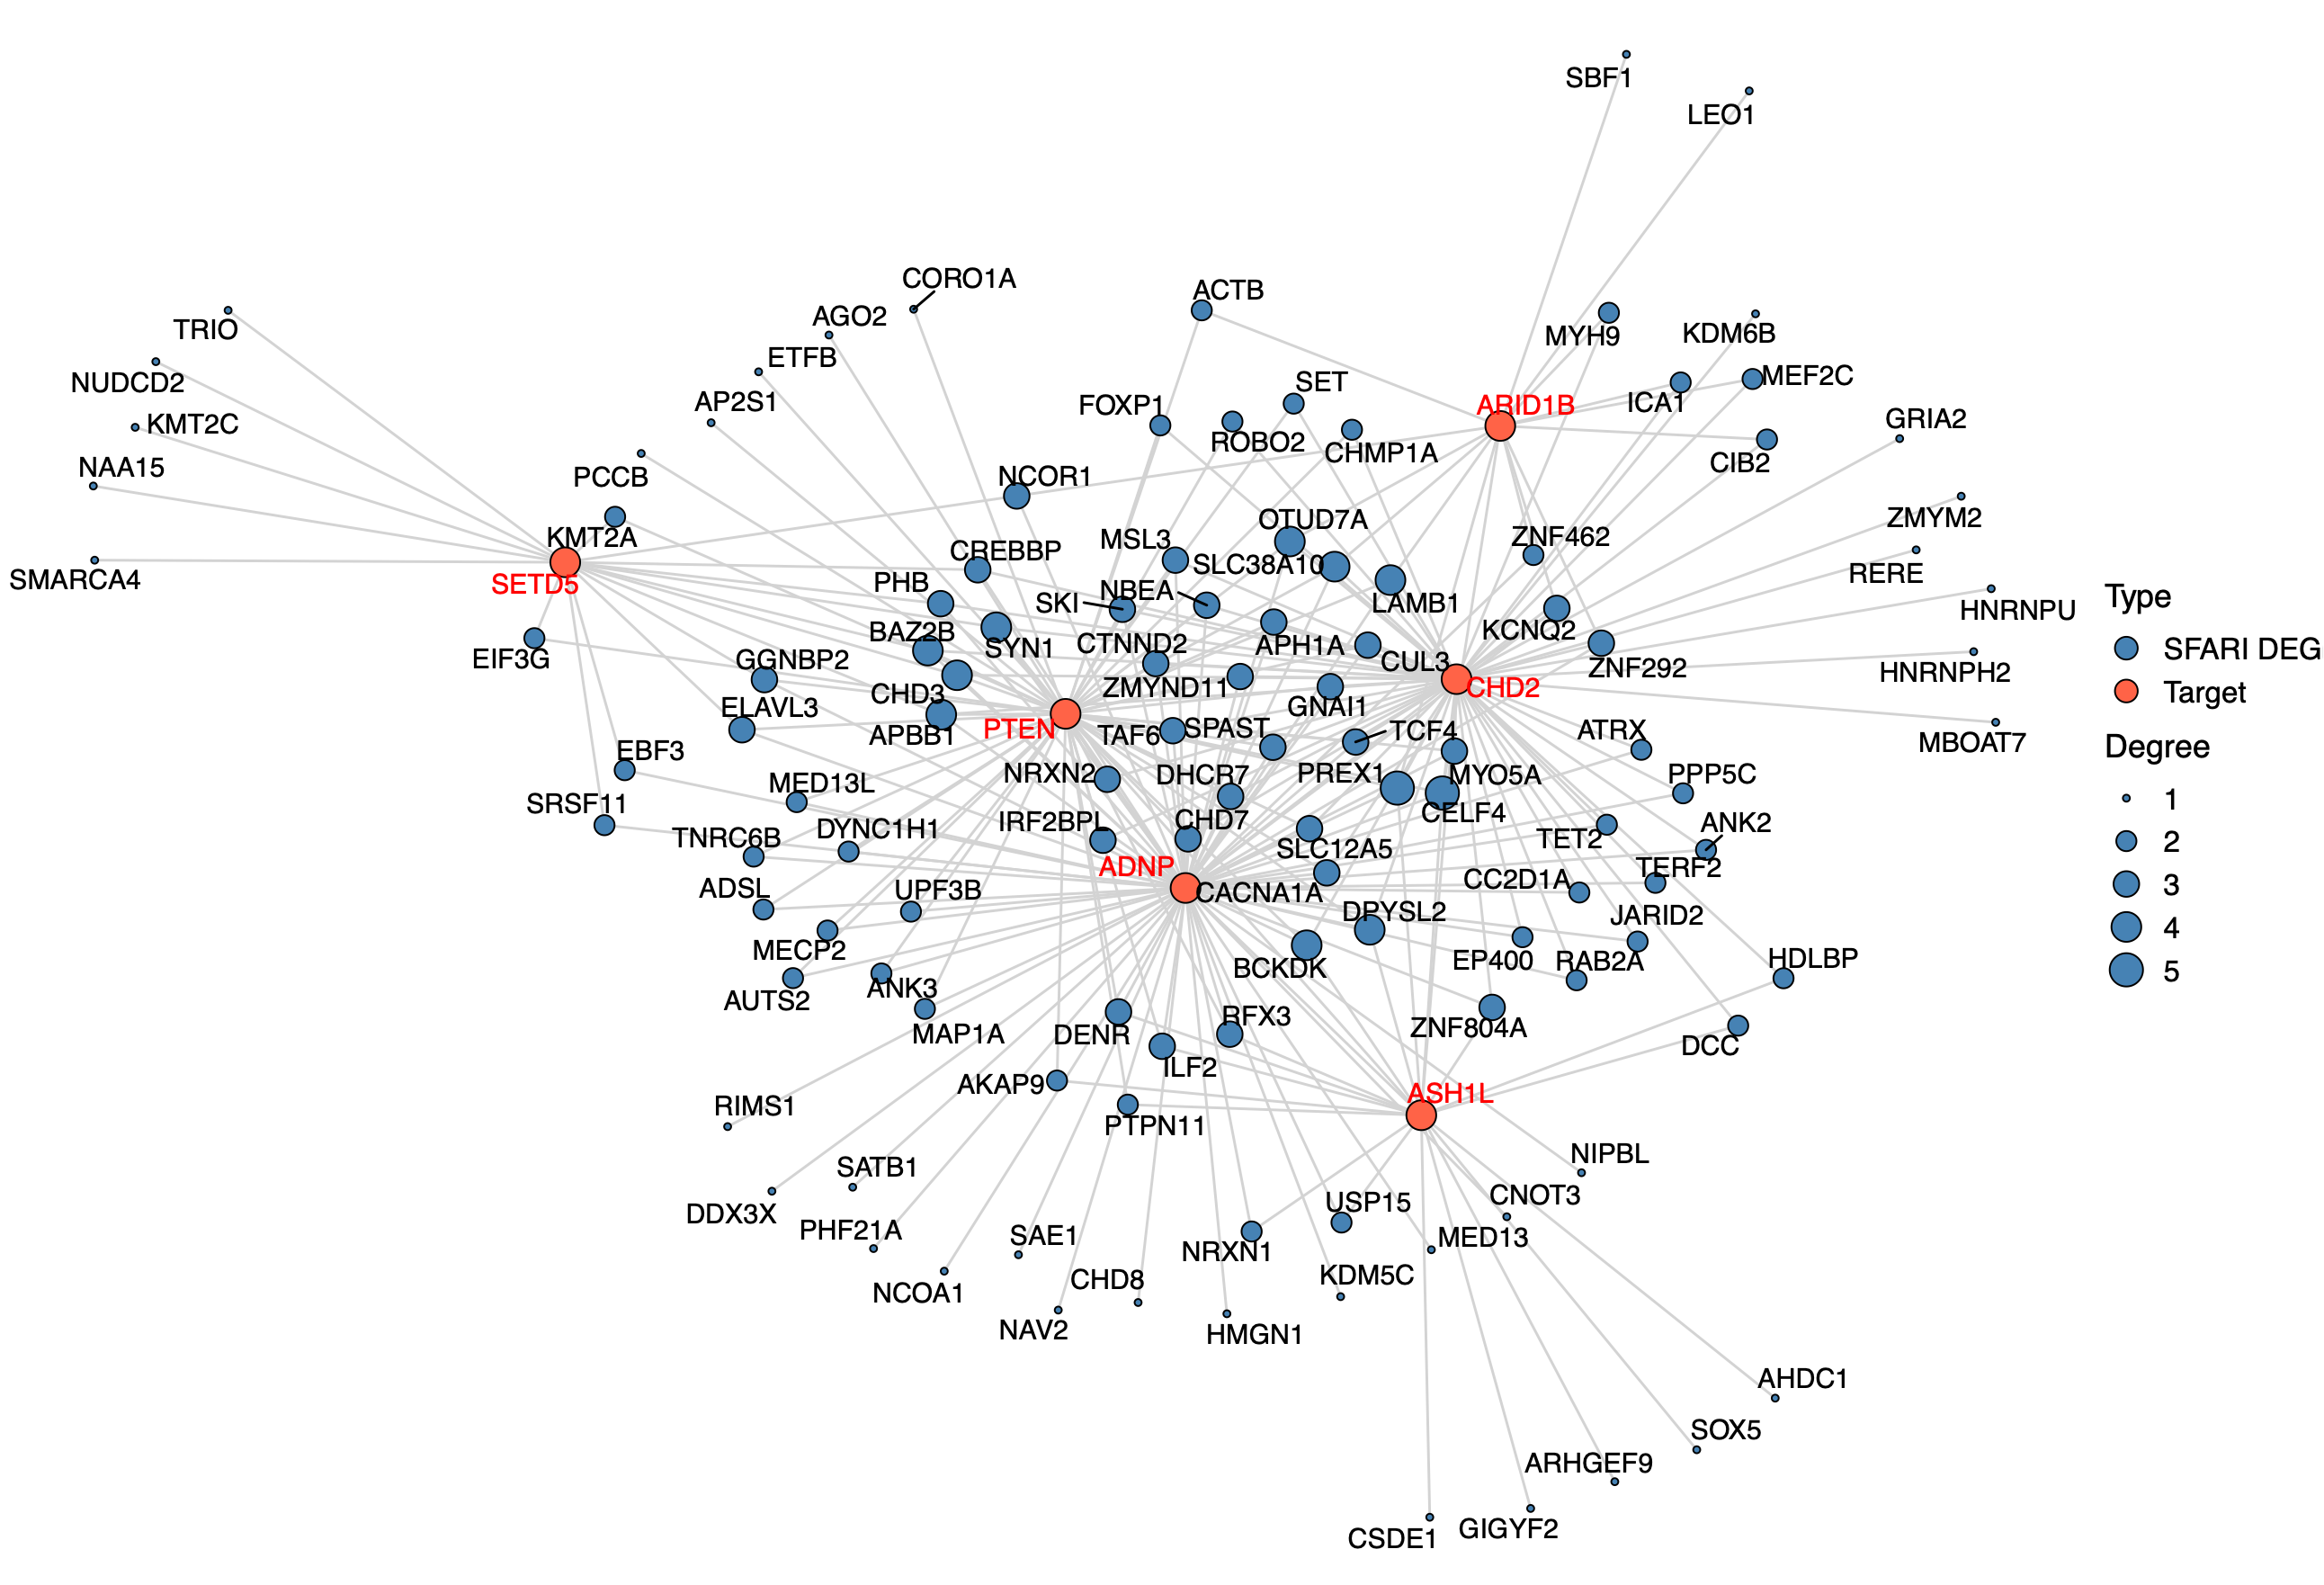 SBF1
LEO1
CORO1A
ACTB
TRIO
AGO2
MYH9
KDM6B
NUDCD2
ETFB
SET
MEF2C
AP2S1
FOXP1
ARID1B
ICA1
KMT2C
ROBO2
GRIA2
NAA15
PCCB
NCOR1
CHMP1A
CIB2
KMT2A
OTUD7A
ZNF462
ZMYM2
SMARCA4
SETD5
CREBBP
MSL3
SLC38A10
RERE
PHB
SKI
NBEA
LAMB1
HNRNPU
Type
BAZ2B
SYN1
CTNND2
APH1A
KCNQ2
SFARI DEG
EIF3G
GGNBP2
CUL3
ZNF292
HNRNPH2
CHD3
ZMYND11
GNAI1
CHD2
Target
ELAVL3
APBB1
PTEN
TAF6
SPAST
TCF4
ATRX
MBOAT7
Degree
EBF3
MED13L
NRXN2
DHCR7
PREX1
MYO5A
PPP5C
1
SRSF11
TNRC6B
DYNC1H1
IRF2BPL
CHD7
CELF4
ANK2
2
ADNP
SLC12A5
TET2
TERF2
ADSL
UPF3B
CACNA1A
CC2D1A
3
MECP2
DPYSL2
JARID2
4
AUTS2
ANK3
BCKDK
EP400
RAB2A
HDLBP
5
MAP1A
DENR
RFX3
ZNF804A
DCC
AKAP9
ILF2
ASH1L
RIMS1
PTPN11
SATB1
NIPBL
DDX3X
USP15
CNOT3
PHF21A
SAE1
NRXN1
MED13
NCOA1
CHD8
KDM5C
NAV2
HMGN1
AHDC1
SOX5
ARHGEF9
CSDE1
GIGYF2